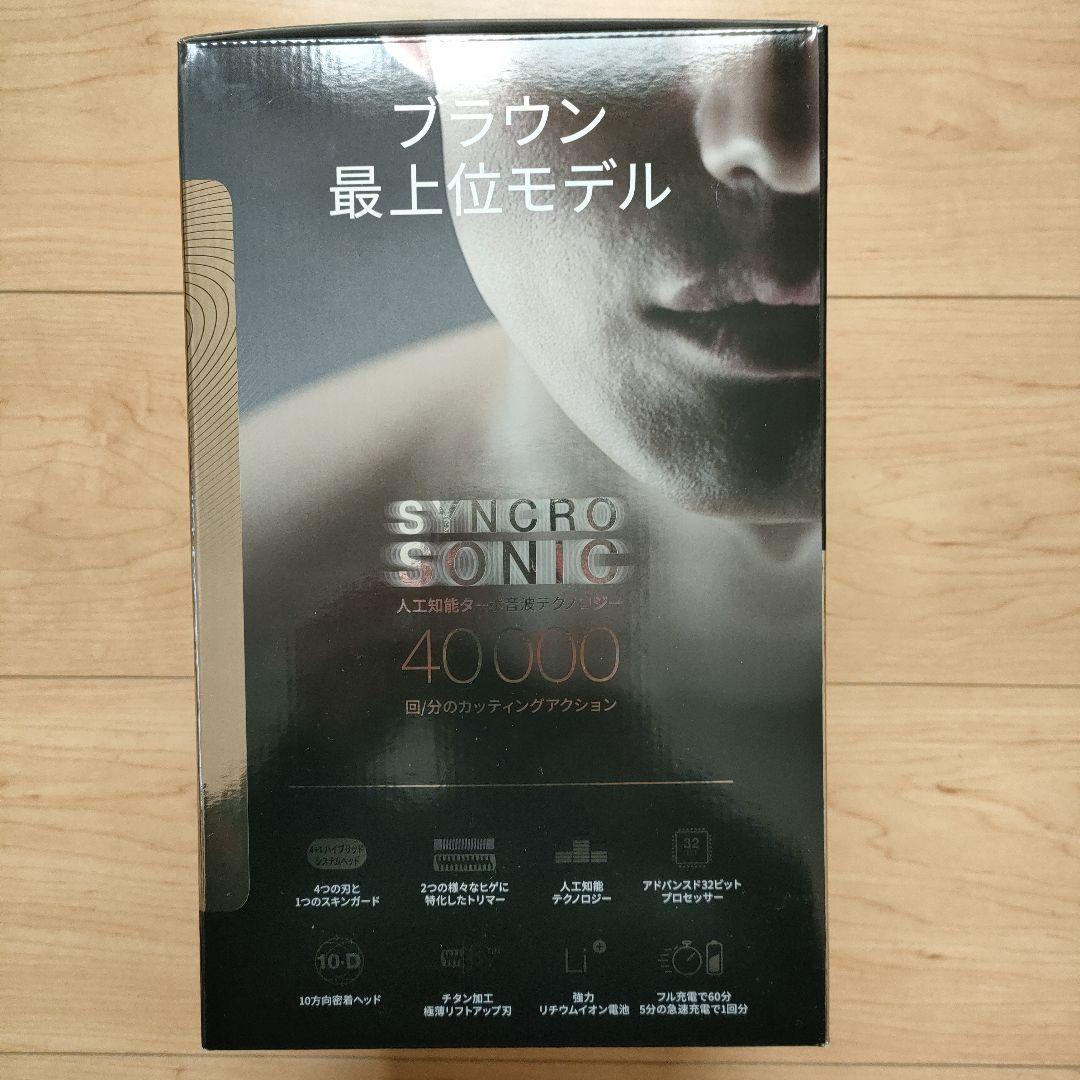 ブラウン
最上位モデル
SYNCRO
SONIC
人工知能ターボ音波テクノロジー
40 000
回/分のカッティングアクション
4+1 ハイブリッド
システムヘッド
4つの刃と
1つのスキンガード
2つの様々なヒゲに
特化したトリマー
人工知能
テクノロジー
32
アドバンスド32ビット
プロセッサー
10-D
10方向密着ヘッド
TiN
チタン加工
極薄リフトアップ刃
Li+
強力
リチウムイオン電池
フル充電で60分
5分の急速充電で1回分